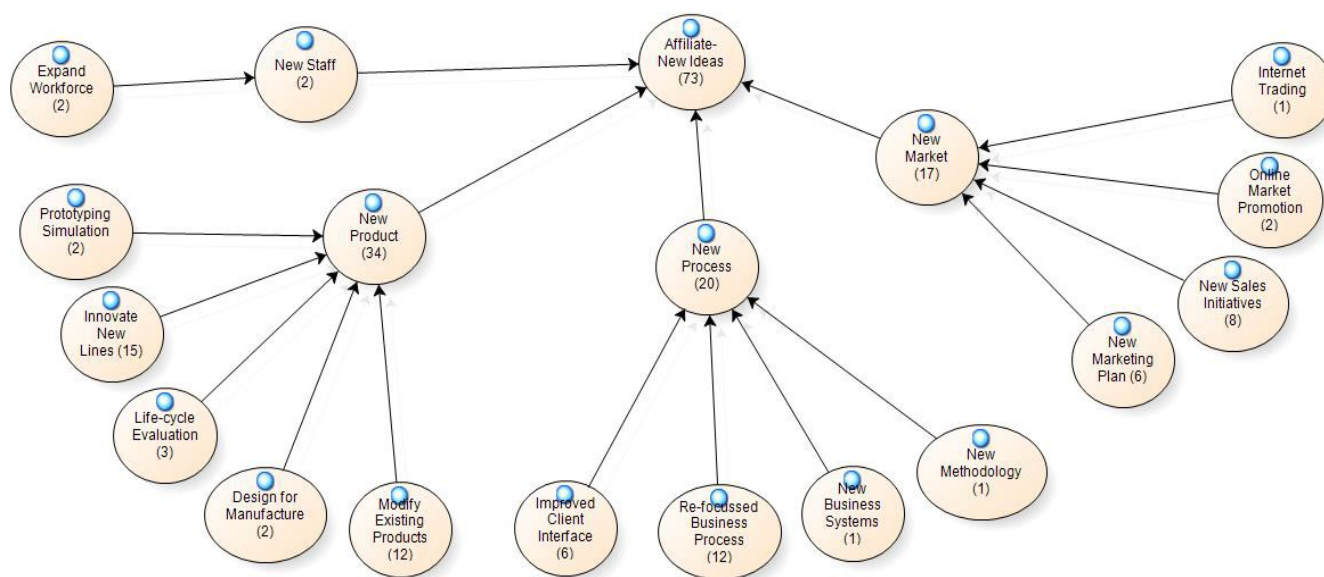 Expand
Workforce
(2)
New Staff
(2)
Affiliate-
New Ideas
(73)
Internet
Trading
(1)
New
Market
(17)
Online
Market
Promotion
(2)
Prototyping
Simulation
(2)
New
Product
(34)
New
Process
(20)
New Sales
Initiatives
(8)
Innovate
New
Lines (15)
New
Marketing
Plan (6)
Life-cycle
Evaluation
(3)
Design for
Manufacture
(2)
Modify
Existing
Products
(12)
Improved
Client
Interface
(6)
Re-focussed
Business
Process
(12)
New
Business
Systems
(1)
New
Methodology
(1)